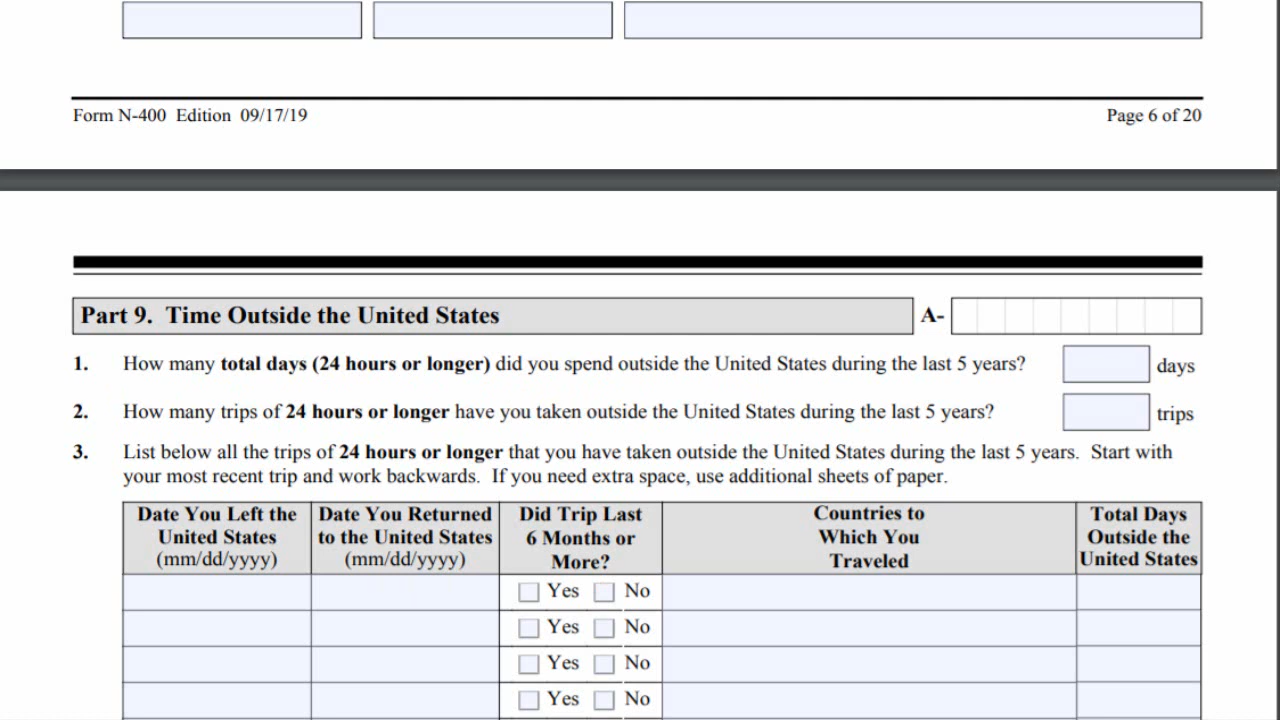 Form N-400 Edition 09/17/19
Page 6 of 20
Part 9. Time Outside the United States
A-
1. How many total days (24 hours or longer) did you spend outside the United States during the last 5 years? days
2. How many trips of 24 hours or longer have you taken outside the United States during the last 5 years? trips
3. List below all the trips of 24 hours or longer that you have taken outside the United States during the last 5 years. Start with
your most recent trip and work backwards. If you need extra space, use additional sheets of paper.
Date You Left the
United States
(mm/dd/yyyy)
Date You Returned
to the United States
(mm/dd/yyyy)
Did Trip Last
6 Months or
More?
Countries to
Which You
Traveled
Total Days
Outside the
United States
Yes No
Yes No
Yes No
Yes No